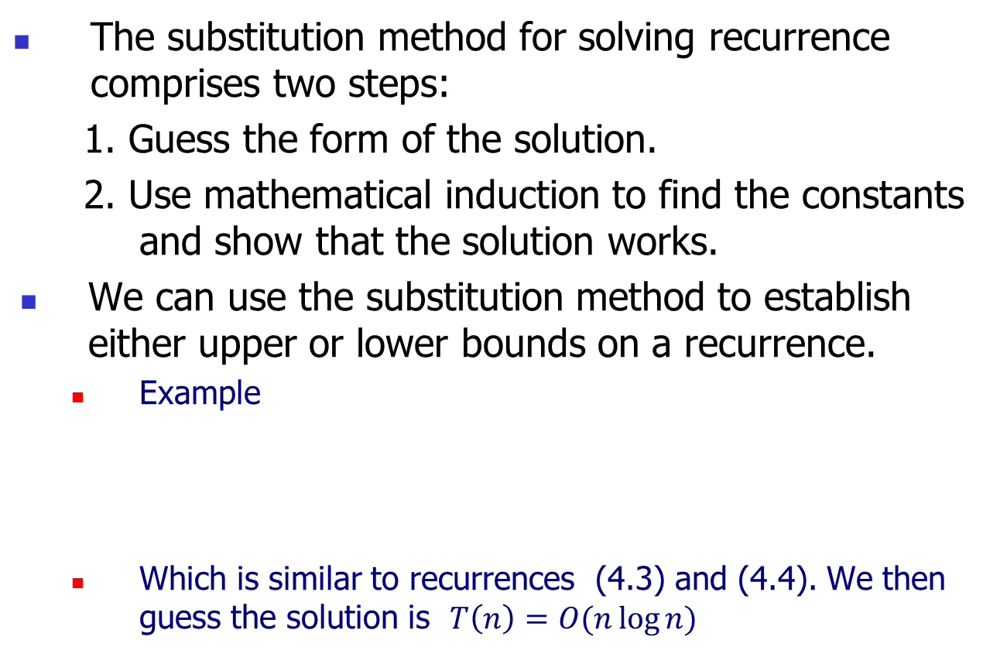 The substitution method for solving recurrence
comprises two steps:
1. Guess the form of the solution.
2. Use mathematical induction to find the constants
and show that the solution works.
We can use the substitution method to establish
either upper or lower bounds on a recurrence.
Example
Which is similar to recurrences (4.3) and (4.4). We then
guess the solution is T(n) = O(n log n)